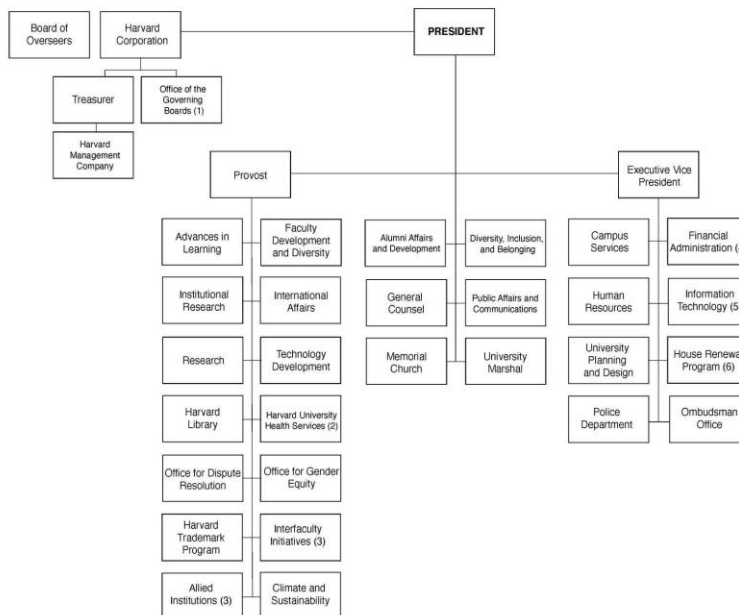 Board of
Overseers
Harvard
Corporation
PRESIDENT
Treasurer
Office of the
Governing
Boards (1)
Harvard
Management
Company
Provost
Executive Vice
President
Advances in
Learning
Faculty
Development
and Diversity
Alumni Affairs
and Development
Diversity, Inclusion,
and Belonging
Campus
Services
Financial
Administration (
Institutional
Research
International
Affairs
General
Counsel
Public Affairs and
Communications
Human
Resources
Information
Technology (5
Research
Technology
Development
Memorial
Church
University
Marshal
University
Planning
and Design
House Renewal
Program (6)
Harvard
Library
Harvard University
Health Services (2)
Police
Department
Ombudsman
Office
Office for Dispute
Resolution
Office for Gender
Equity
Harvard
Trademark
Program
Interfaculty
Initiatives (3)
Allied
Institutions (3)
Climate and
Sustainability